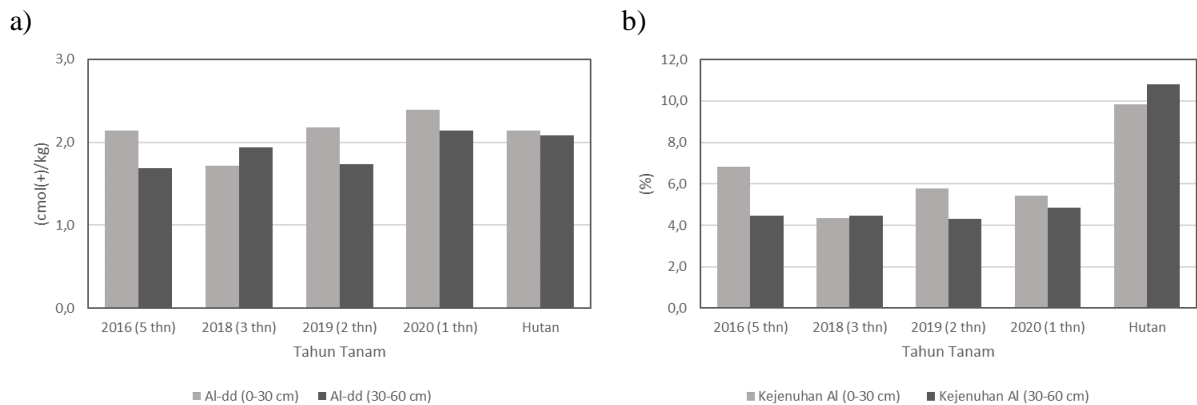 a)
3,0
2,0
1,0
0,0
(cmol(+)/kg)
2016 (5 thn) 2018 (3 thn) 2019 (2 thn) 2020 (1 thn) Hutan
Tahun Tanam
Al-dd (0-30 cm) Al-dd (30-60 cm)
b)
12,0
10,0
8,0
6,0
4,0
2,0
0,0
(%)
2016 (5 thn) 2018 (3 thn) 2019 (2 thn) 2020 (1 thn) Hutan
Tahun Tanam
Kejenuhan Al (0-30 cm) Kejenuhan Al (30-60 cm)